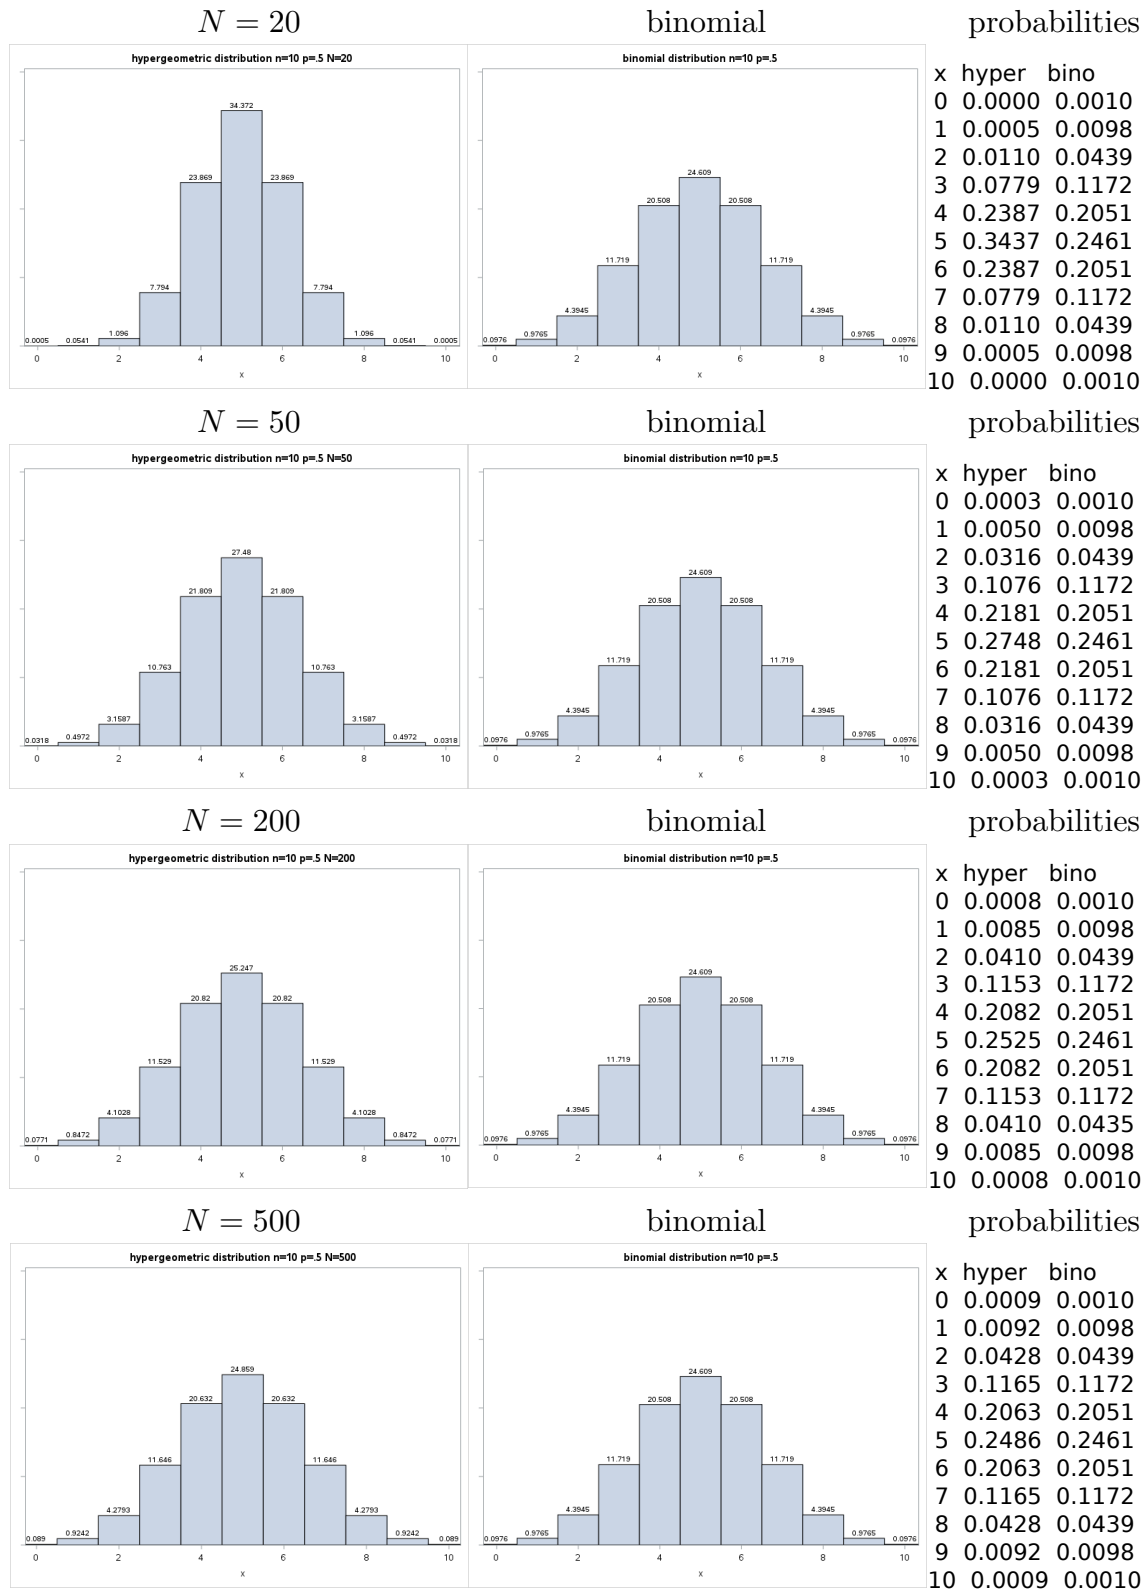 N = 20 binomial probabilities
hypergeometric distribution n=10 p=.5 N=20
34.372
23.869 23.869
7.794 7.794
1.096 1.096
0.0005 0.0541 0.0541 0.0005
0 2 4 6 8 10
x
binomial distribution n=10 p=.5
24.609
20.508 20.508
11.719 11.719
4.3945 4.3945
0.0976 0.9765 0.9765 0.0976
0 2 4 6 8 10
x
x hyper bino
0 0.0000 0.0010
1 0.0005 0.0098
2 0.0110 0.0439
3 0.0779 0.1172
4 0.2387 0.2051
5 0.3437 0.2461
6 0.2387 0.2051
7 0.0779 0.1172
8 0.0110 0.0439
9 0.0005 0.0098
10 0.0000 0.0010
N = 50 binomial probabilities
hypergeometric distribution n=10 p=.5 N=50
27.48
21.809 21.809
10.763 10.763
3.1587 3.1587
0.0318 0.4972 0.4972 0.0318
0 2 4 6 8 10
x
binomial distribution n=10 p=.5
24.609
20.508 20.508
11.719 11.719
4.3945 4.3945
0.0976 0.9765 0.9765 0.0976
0 2 4 6 8 10
x
x hyper bino
0 0.0003 0.0010
1 0.0050 0.0098
2 0.0316 0.0439
3 0.1076 0.1172
4 0.2181 0.2051
5 0.2748 0.2461
6 0.2181 0.2051
7 0.1076 0.1172
8 0.0316 0.0439
9 0.0050 0.0098
10 0.0003 0.0010
N = 200 binomial probabilities
hypergeometric distribution n=10 p=.5 N=200
25.247
20.82 20.82
11.529 11.529
4.1028 4.1028
0.0771 0.8472 0.8472 0.0771
0 2 4 6 8 10
x
binomial distribution n=10 p=.5
24.609
20.508 20.508
11.719 11.719
4.3945 4.3945
0.0976 0.9765 0.9765 0.0976
0 2 4 6 8 10
x
x hyper bino
0 0.0008 0.0010
1 0.0085 0.0098
2 0.0410 0.0439
3 0.1153 0.1172
4 0.2082 0.2051
5 0.2525 0.2461
6 0.2082 0.2051
7 0.1153 0.1172
8 0.0410 0.0435
9 0.0085 0.0098
10 0.0008 0.0010
N = 500 binomial probabilities
hypergeometric distribution n=10 p=.5 N=500
24.859
20.632 20.632
11.646 11.646
4.2793 4.2793
0.089 0.9242 0.9242 0.089
0 2 4 6 8 10
x
binomial distribution n=10 p=.5
24.609
20.508 20.508
11.719 11.719
4.3945 4.3945
0.0976 0.9765 0.9765 0.0976
0 2 4 6 8 10
x
x hyper bino
0 0.0009 0.0010
1 0.0092 0.0098
2 0.0428 0.0439
3 0.1165 0.1172
4 0.2063 0.2051
5 0.2486 0.2461
6 0.2063 0.2051
7 0.1165 0.1172
8 0.0428 0.0439
9 0.0092 0.0098
10 0.0009 0.0010